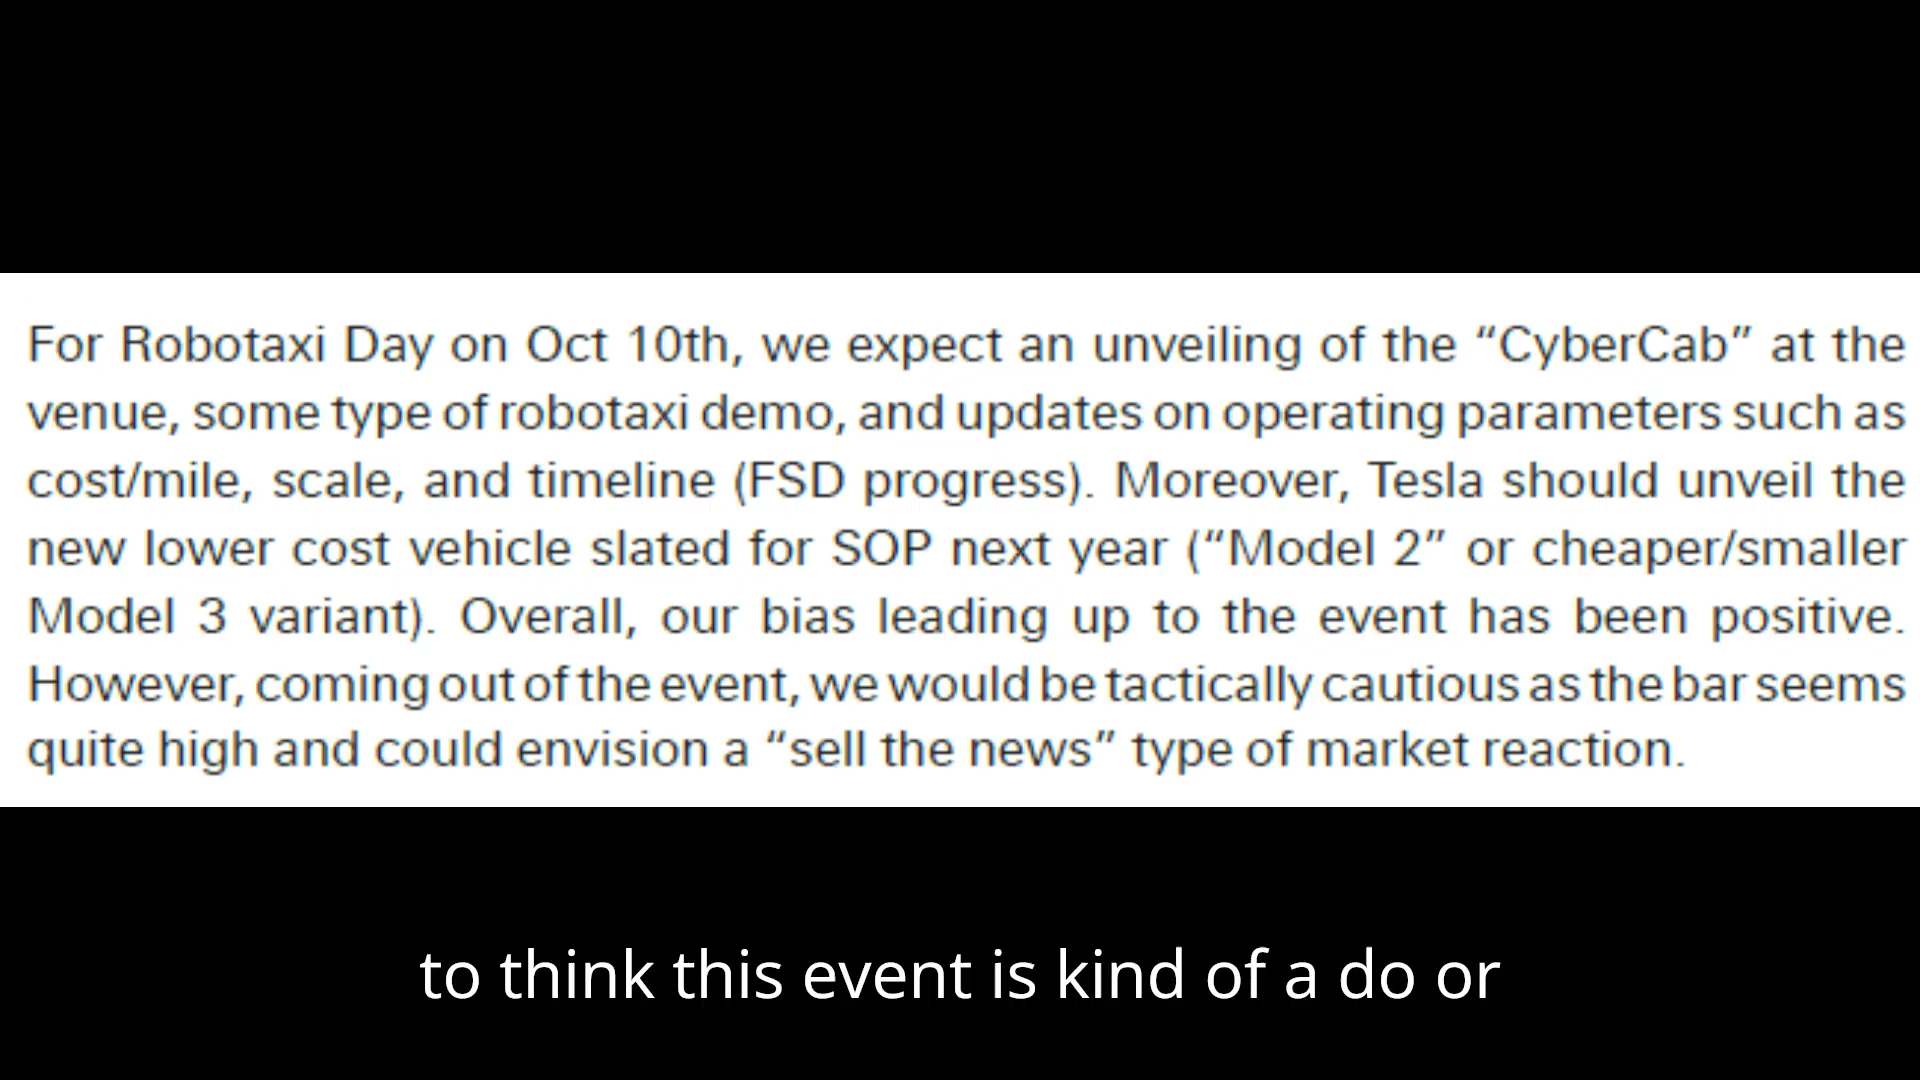 For Robotaxi Day on Oct 10th, we expect an unveiling of the “CyberCab” at the
venue, some type of robotaxi demo, and updates on operating parameters such as
cost/mile, scale, and timeline (FSD progress). Moreover, Tesla should unveil the
new lower cost vehicle slated for SOP next year (“Model 2” or cheaper/smaller
Model 3 variant). Overall, our bias leading up to the event has been positive.
However, coming out of the event, we would be tactically cautious as the bar seems
quite high and could envision a “sell the news” type of market reaction.
to think this event is kind of a do or